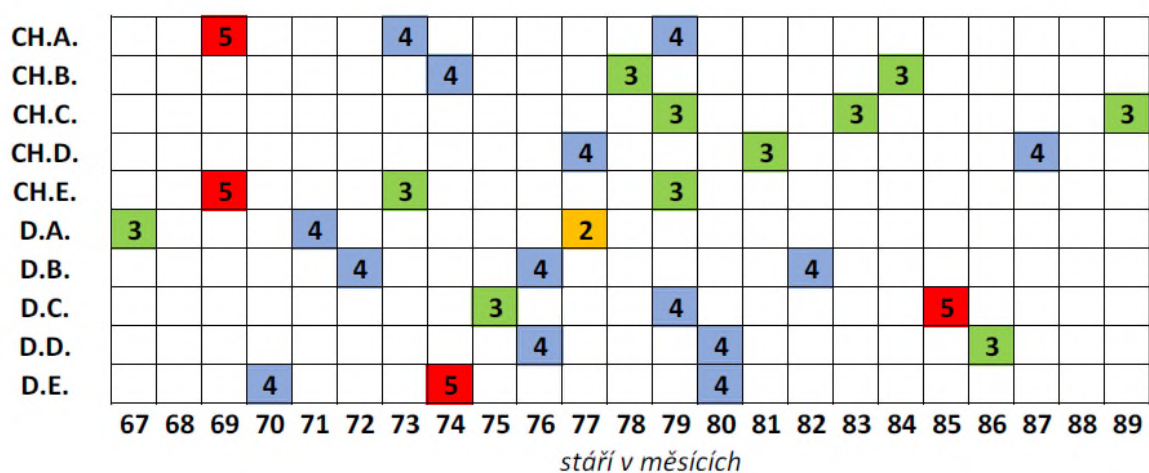 CH.A. 5 4 4
CH.B. 4 3 3
CH.C. 3 3 3
CH.D. 4 3 4
CH.E. 5 3 3
D.A. 3 4 2
D.B. 4 4 4
D.C. 3 4 5
D.D. 4 4 3
D.E. 4 5 4
67 68 69 70 71 72 73 74 75 76 77 78 79 80 81 82 83 84 85 86 87 88 89
stáří v měsících